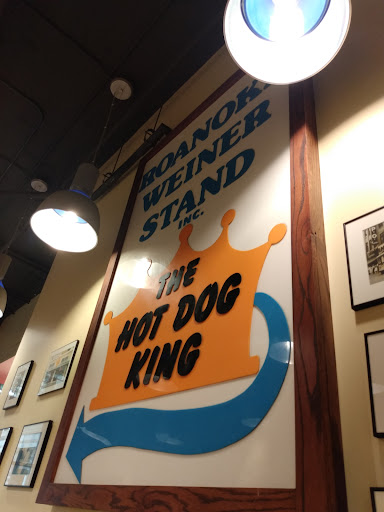 ROANOKE
WEINER
STAND
INC.
THE
HOT DOG
KING